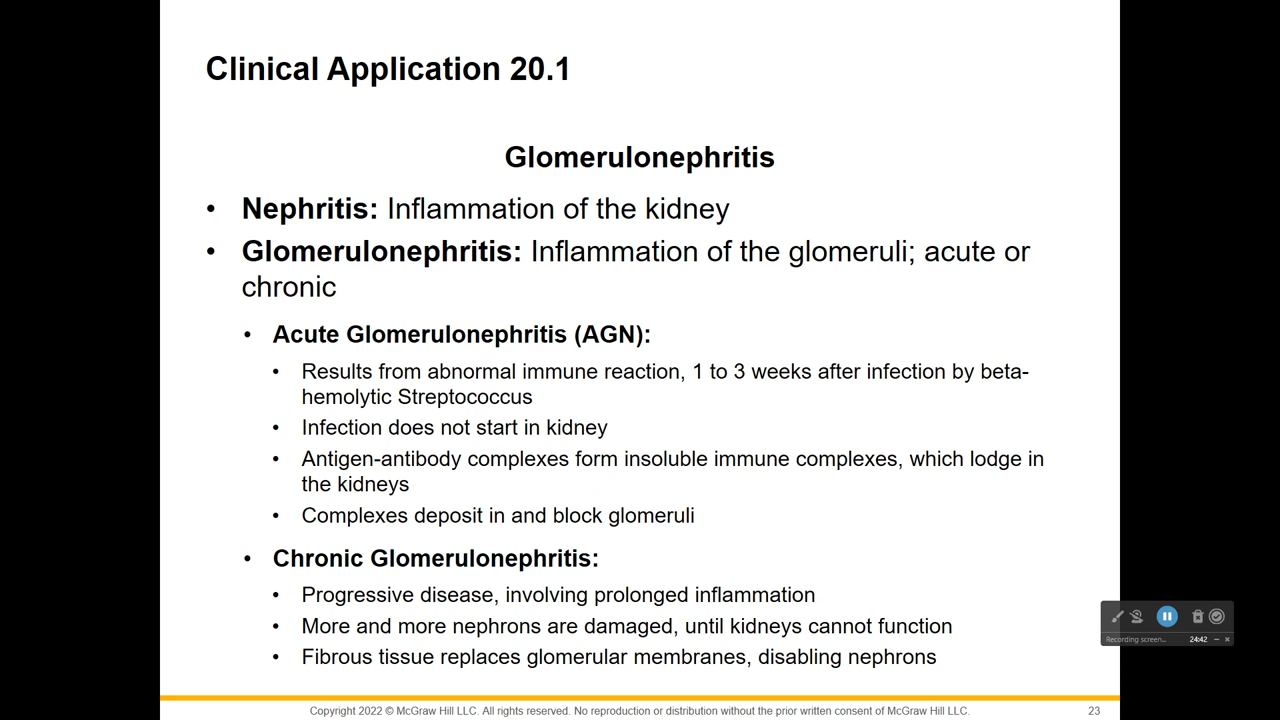 Clinical Application 20.1
Glomerulonephritis
• Nephritis: Inflammation of the kidney
• Glomerulonephritis: Inflammation of the glomeruli; acute or
chronic
• Acute Glomerulonephritis (AGN):
• Results from abnormal immune reaction, 1 to 3 weeks after infection by beta-
hemolytic Streptococcus
• Infection does not start in kidney
• Antigen-antibody complexes form insoluble immune complexes, which lodge in
the kidneys
• Complexes deposit in and block glomeruli
• Chronic Glomerulonephritis:
• Progressive disease, involving prolonged inflammation
• More and more nephrons are damaged, until kidneys cannot function
• Fibrous tissue replaces glomerular membranes, disabling nephrons
Recording screen... 24:42
Copyright 2022 © McGraw Hill LLC. All rights reserved. No reproduction or distribution without the prior written consent of McGraw Hill LLC. 23